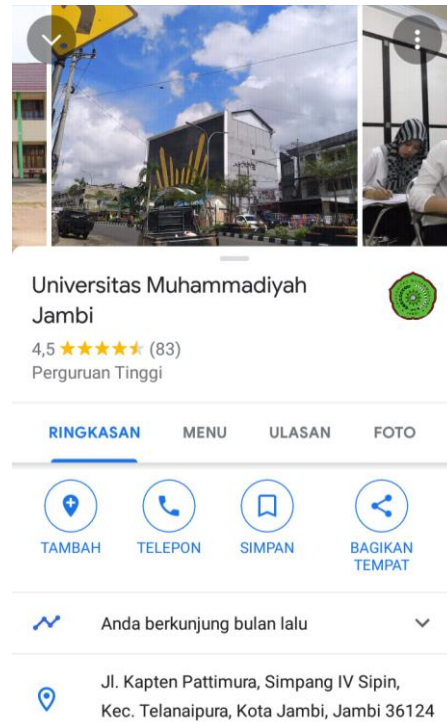 Universitas Muhammadiyah
Jambi
4,5 ★★★★★ (83)
Perguruan Tinggi
RINGKASAN MENU ULASAN FOTO
TAMBAH TELEPON SIMPAN BAGIKAN
TEMPAT
Anda berkunjung bulan lalu
Jl. Kapten Pattimura, Simpang IV Sipin,
Kec. Telanaipura, Kota Jambi, Jambi 36124